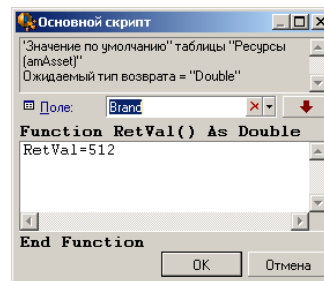 Основной скрипт
"Значение по умолчанию" таблицы "Ресурсы
(amAsset)"
Ожидаемый тип возврата = "Double"
Поле: Brand
Function RetVal() As Double
RetVal=512
End Function
OK Отмена